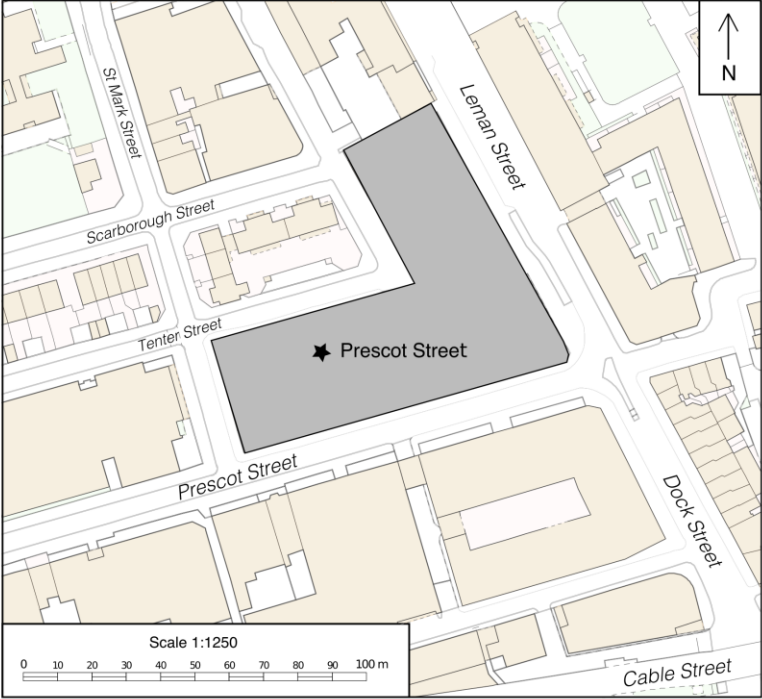 N
St Mark Street
Leman Street
Scarborough Street
Tenter Street
Prescot Street
Prescot Street
Dock Street
Scale 1:1250
0 10 20 30 40 50 60 70 80 90 100 m
Cable Street